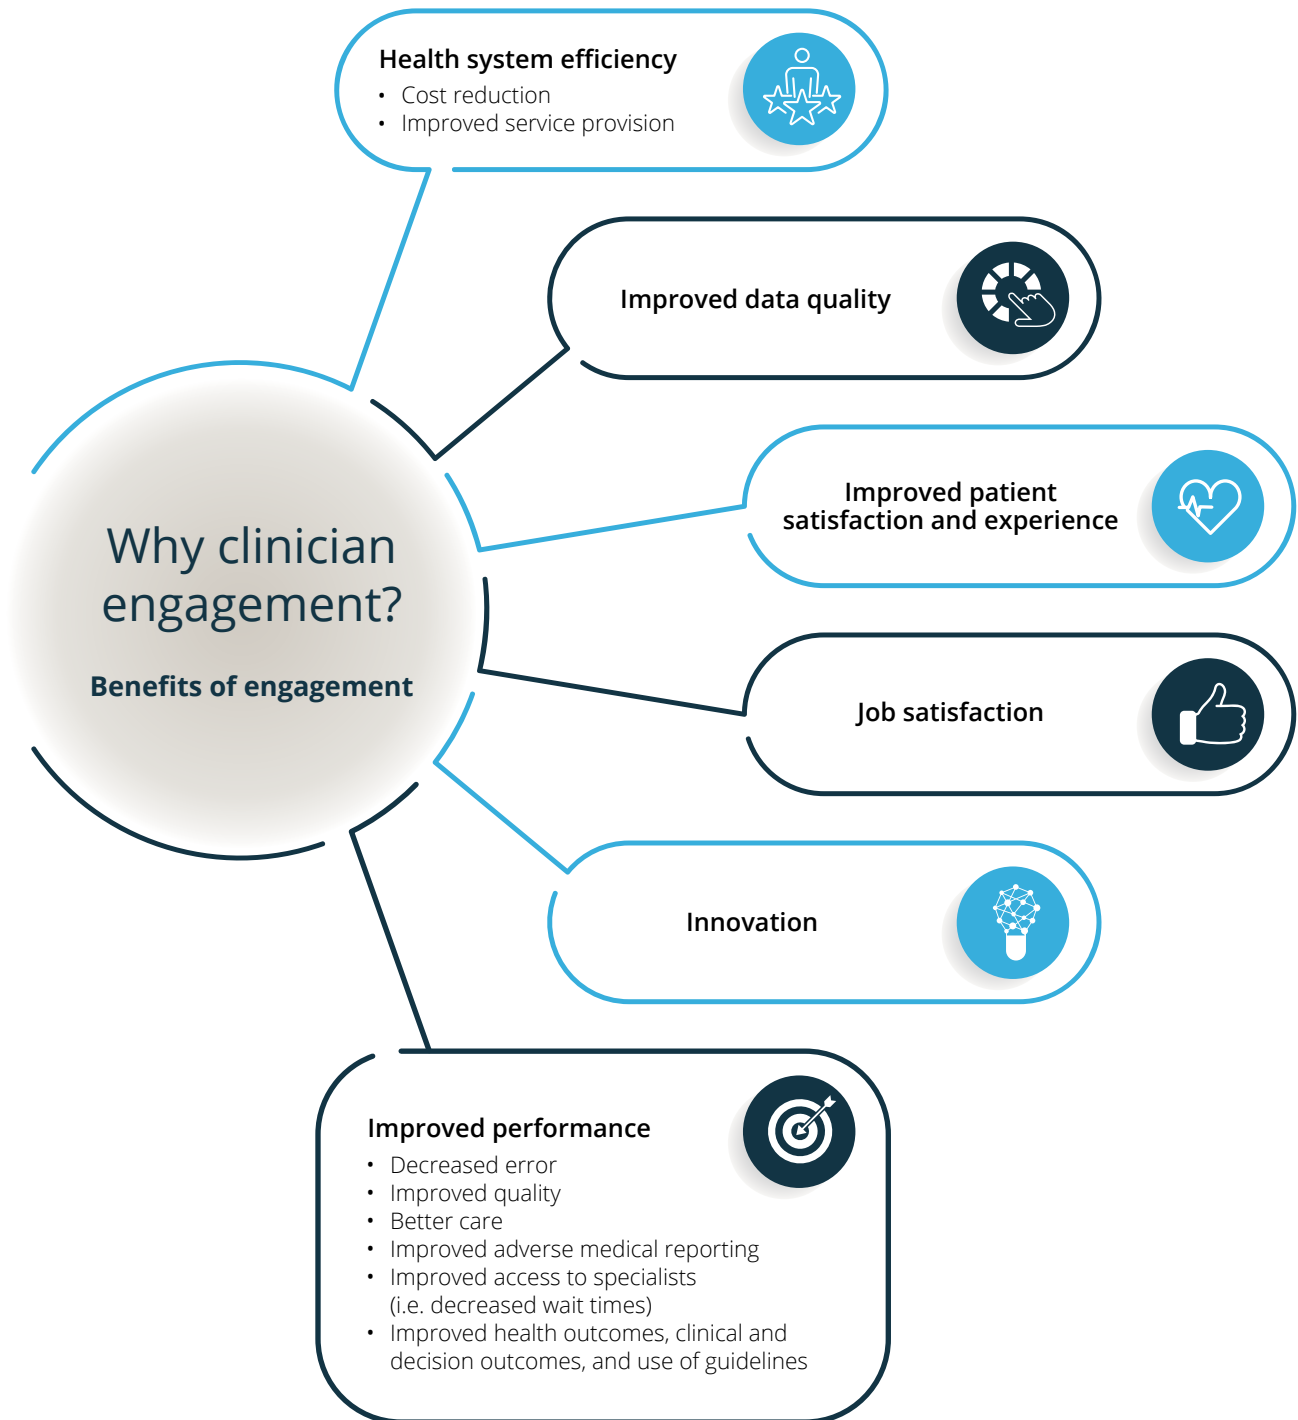 Health system efficiency
• Cost reduction
• Improved service provision
Improved data quality
Improved patient
satisfaction and experience
Why clinician
engagement?
Benefits of engagement
Job satisfaction
Innovation
Improved performance
• Decreased error
• Improved quality
• Better care
• Improved adverse medical reporting
• Improved access to specialists
(i.e. decreased wait times)
• Improved health outcomes, clinical and
decision outcomes, and use of guidelines